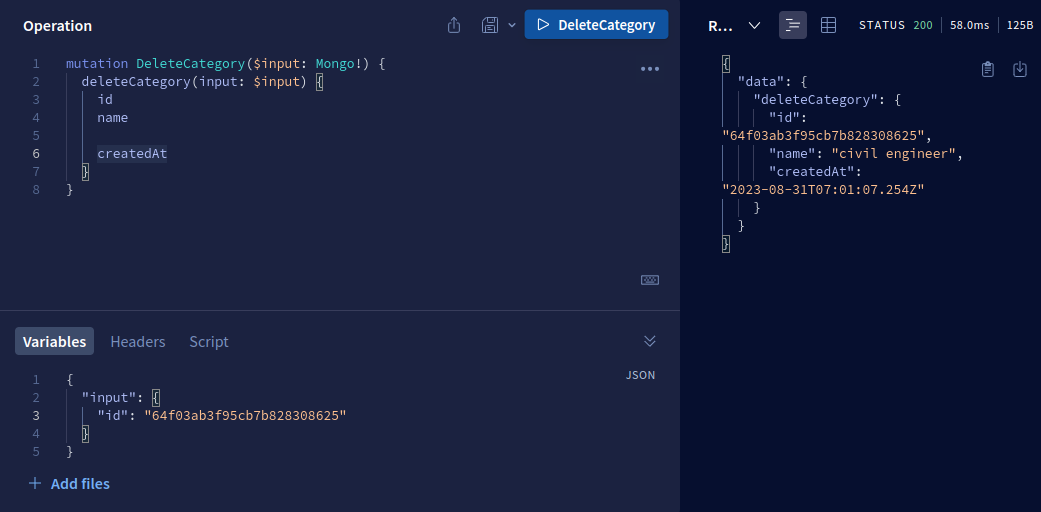 Operation
DeleteCategory
1 mutation DeleteCategory($input: Mongo!) {
2 deleteCategory(input: $input) {
3 id
4 name
5
6 createdAt
7 }
8 }
Variables Headers Script
JSON
1 {
2 "input": {
3 "id": "64f03ab3f95cb7b828308625"
4 }
5 }
+ Add files
R... STATUS 200 58.0ms 125B
{
"data": {
"deleteCategory": {
"id":
"64f03ab3f95cb7b828308625",
"name": "civil engineer",
"createdAt":
"2023-08-31T07:01:07.254Z"
}
}
}